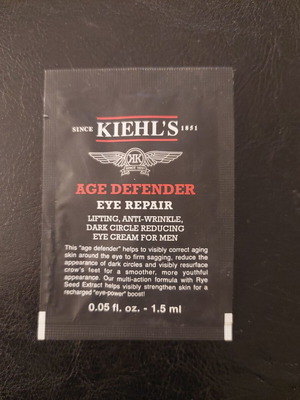 SINCE KIEHL'S 1851
KK
AGE DEFENDER
EYE REPAIR
LIFTING, ANTI-WRINKLE,
DARK CIRCLE REDUCING
EYE CREAM FOR MEN
This "age defender" helps to visibly correct aging
skin around the eye to firm sagging, reduce the
appearance of dark circles and visibly resurface
crow's feet for a smoother, more youthful
appearance. Our multi-action formula with Rye
Seed Extract helps visibly strengthen skin for a
recharged "eye-power" boost!
0.05 fl. oz. - 1.5 ml